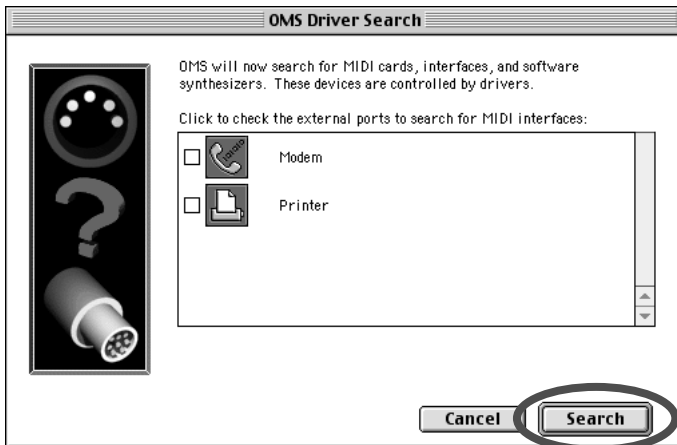 OMS Driver Search
OMS will now search for MIDI cards, interfaces, and software
synthesizers. These devices are controlled by drivers.
Click to check the external ports to search for MIDI interfaces:
Modem
Printer
Cancel
Search